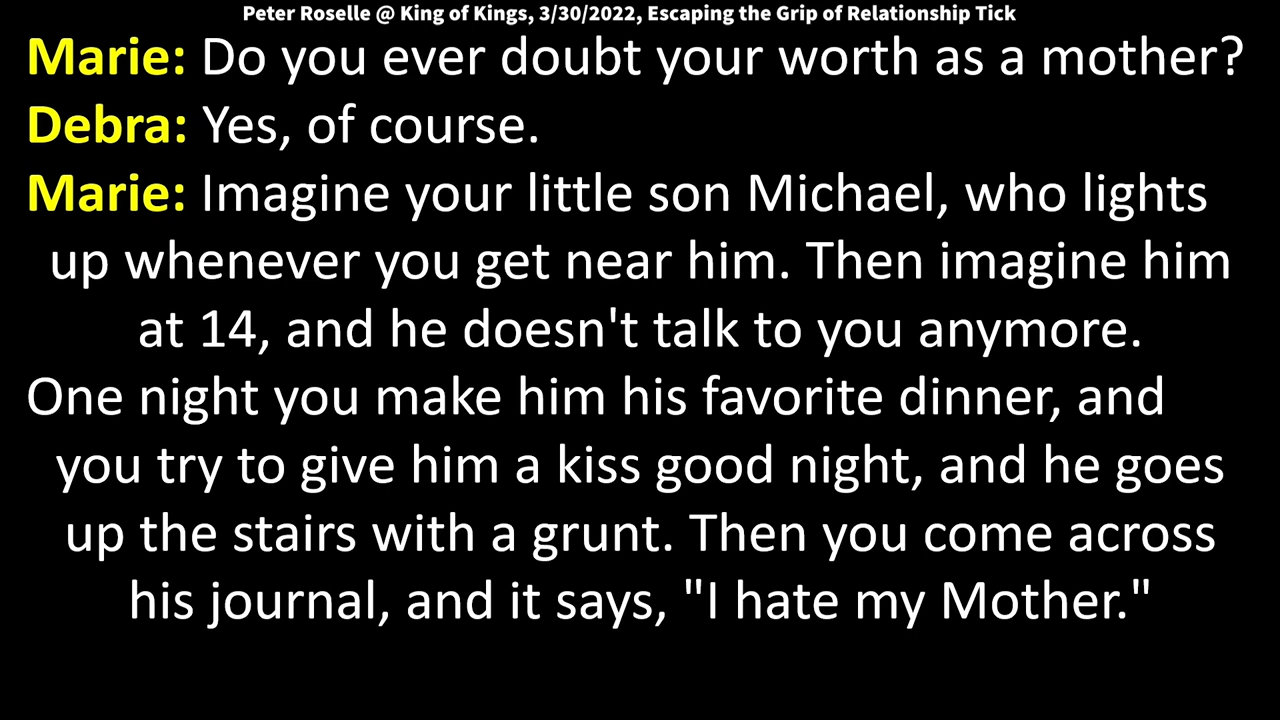 Peter Roselle @ King of Kings, 3/30/2022, Escaping the Grip of Relationship Tick
Marie: Do you ever doubt your worth as a mother?
Debra: Yes, of course.
Marie: Imagine your little son Michael, who lights
up whenever you get near him. Then imagine him
at 14, and he doesn't talk to you anymore.
One night you make him his favorite dinner, and
you try to give him a kiss good night, and he goes
up the stairs with a grunt. Then you come across
his journal, and it says, "I hate my Mother."